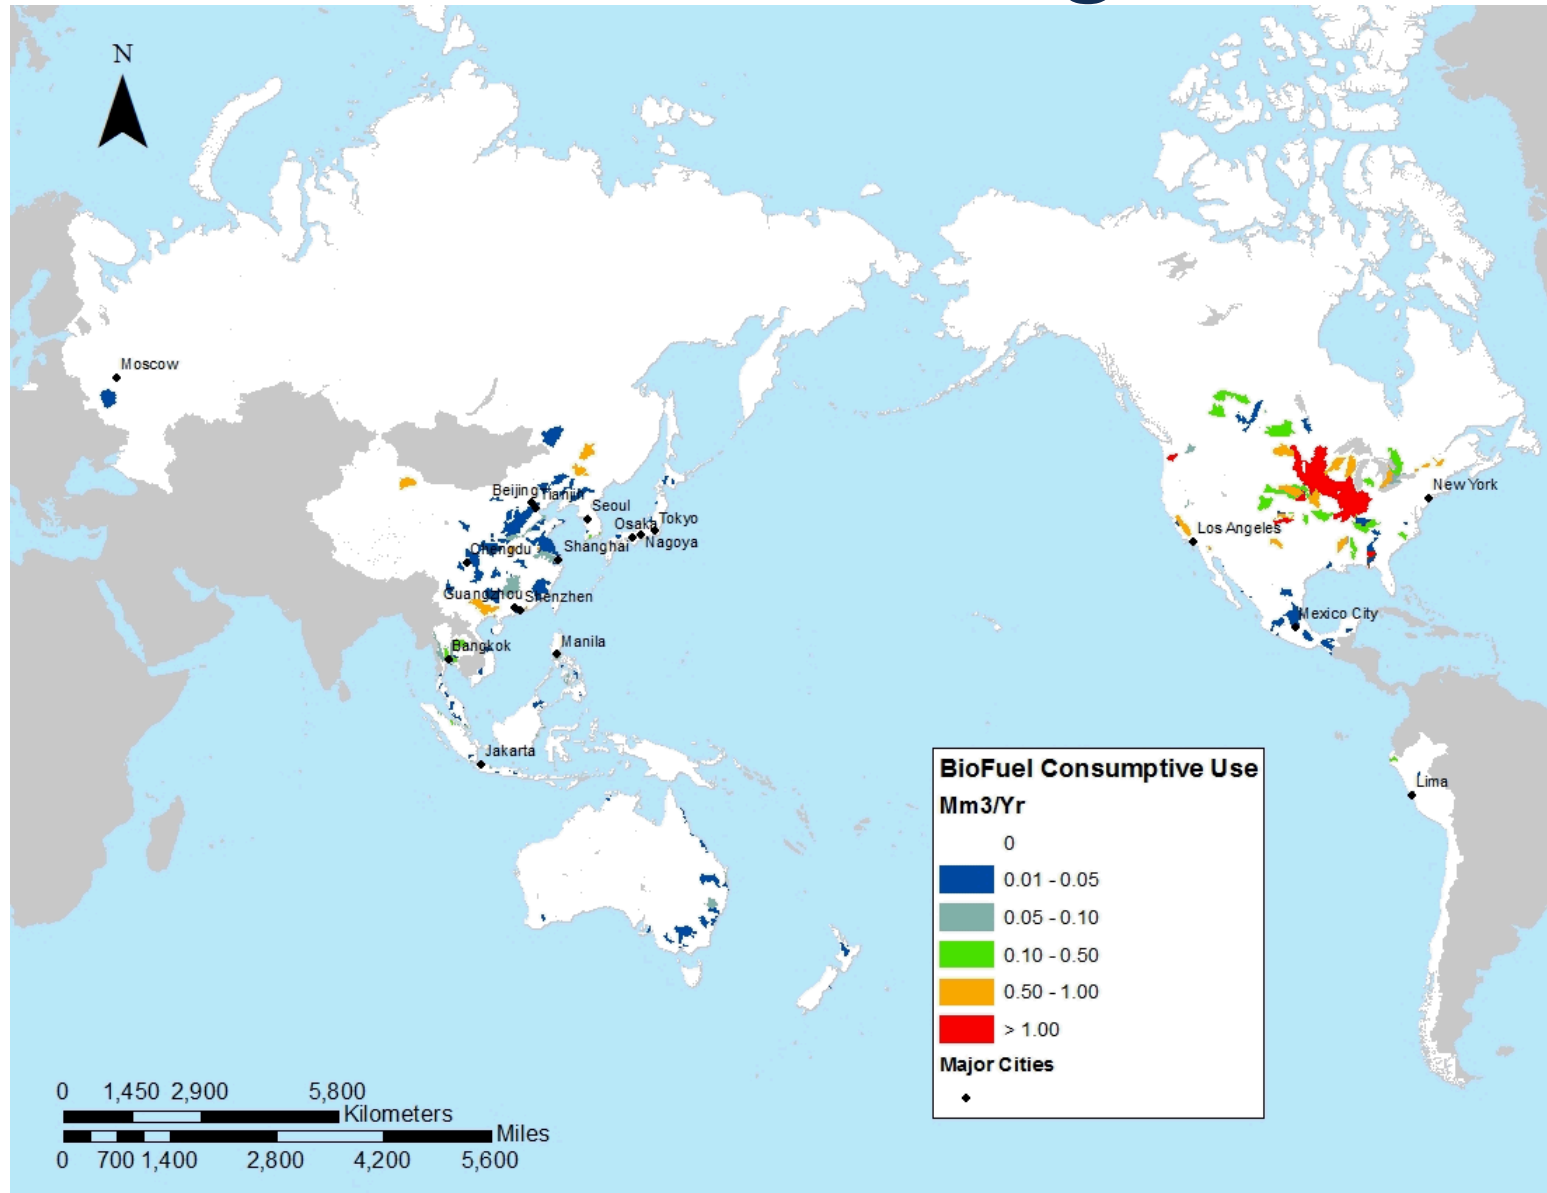 N
Moscow
Beijing
Tianjin
Seoul
Osaka
Tokyo
Nagoya
Chengdu
Shanghai
Guangzhou
Shenzhen
Bangkok
Manila
Jakarta
New York
Los Angeles
Mexico City
Lima
BioFuel Consumptive Use
Mm3/Yr
0
0.01 - 0.05
0.05 - 0.10
0.10 - 0.50
0.50 - 1.00
> 1.00
Major Cities
0 1,450 2,900 5,800
Kilometers
Miles
0 700 1,400 2,800 4,200 5,600